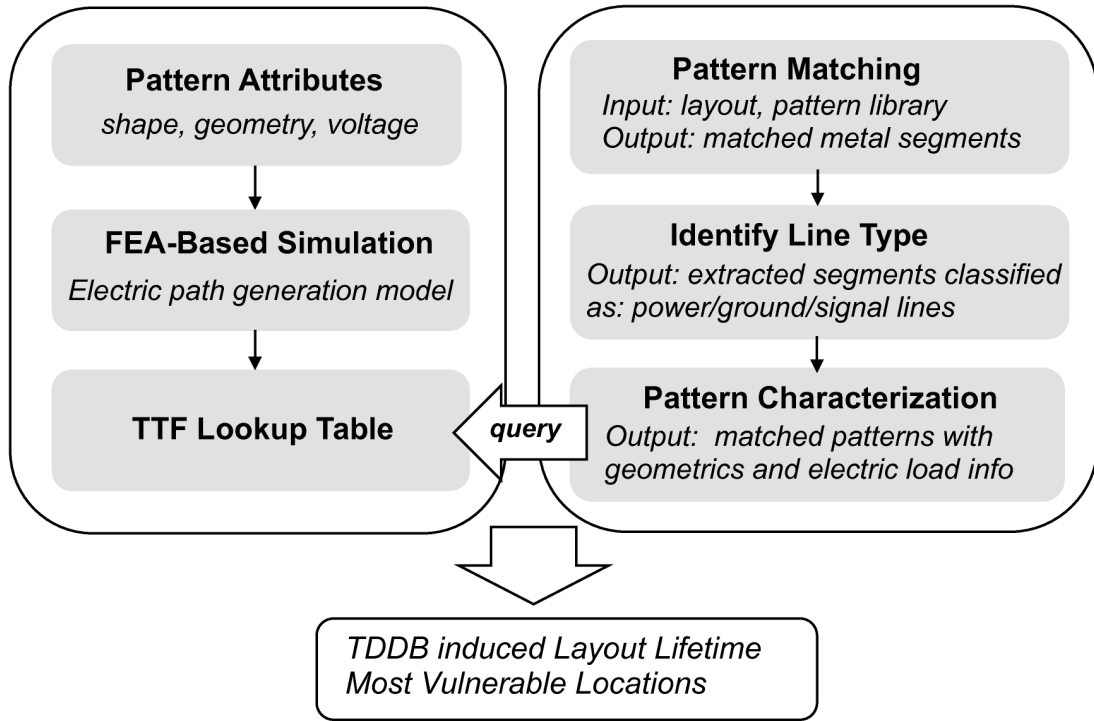 Pattern Attributes
shape, geometry, voltage
FEA-Based Simulation
Electric path generation model
TTF Lookup Table
Pattern Matching
Input: layout, pattern library
Output: matched metal segments
Identify Line Type
Output: extracted segments classified
as: power/ground/signal lines
Pattern Characterization
Output: matched patterns with
geometrics and electric load info
query
TDDB induced Layout Lifetime
Most Vulnerable Locations